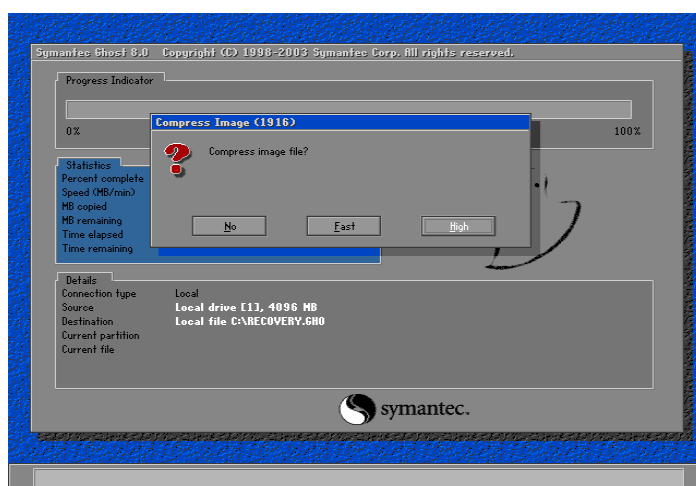 Symantec Ghost 8.0 Copyright (C) 1998-2003 Symantec Corp. All rights reserved.
Progress Indicator
0%
100%
Compress Image (1916)
Compress image file?
No
Fast
High
Statistics
Percent complete
Speed (MB/min)
MB copied
MB remaining
Time elapsed
Time remaining
Details
Connection type Local
Source Local drive [1], 4096 MB
Destination Local file C:\RECOVERY.GHO
Current partition
Current file
symantec.